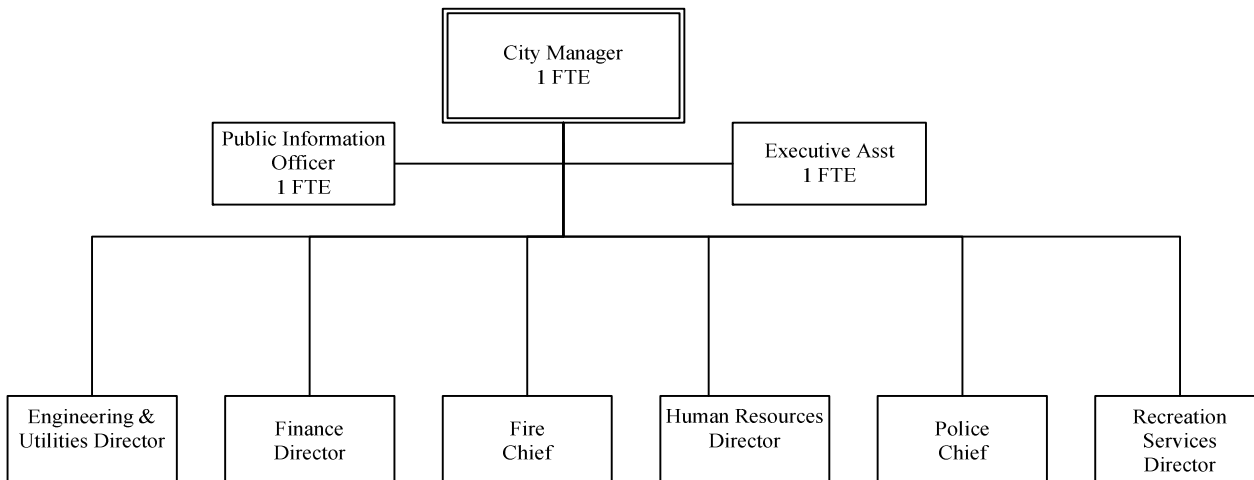 City Manager
1 FTE
Public Information
Officer
1 FTE
Executive Asst
1 FTE
Engineering &
Utilities Director
Finance
Director
Fire
Chief
Human Resources
Director
Police
Chief
Recreation
Services
Director